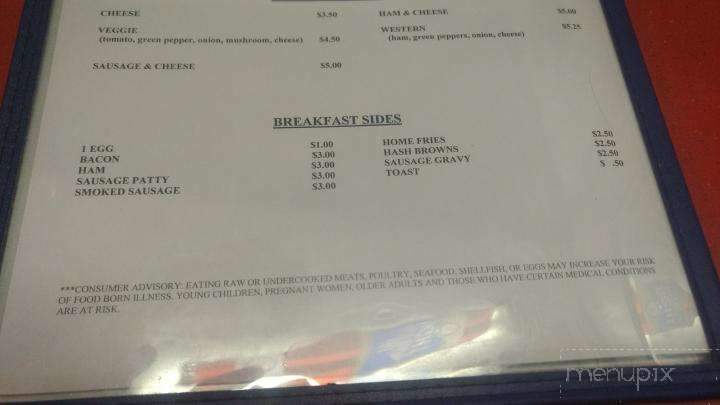 CHEESE $3.50 HAM & CHEESE $5.00
VEGGIE WESTERN $5.25
(tomato, green pepper, onion, mushroom, cheese) $4.50 (ham, green peppers, onion, cheese)
SAUSAGE & CHEESE $5.00
BREAKFAST SIDES
1 EGG $1.00 HOME FRIES $2.50
BACON $3.00 HASH BROWNS $2.50
HAM $3.00 SAUSAGE GRAVY $2.50
SAUSAGE PATTY $3.00 TOAST $ .50
SMOKED SAUSAGE $3.00
***CONSUMER ADVISORY: EATING RAW OR UNDERCOOKED MEATS, POULTRY, SEAFOOD, SHELLFISH, OR EGGS MAY INCREASE YOUR RISK
OF FOOD BORN ILLNESS. YOUNG CHILDREN, PREGNANT WOMEN, OLDER ADULTS AND THOSE WHO HAVE CERTAIN MEDICAL CONDITIONS
ARE AT RISK.
menupix